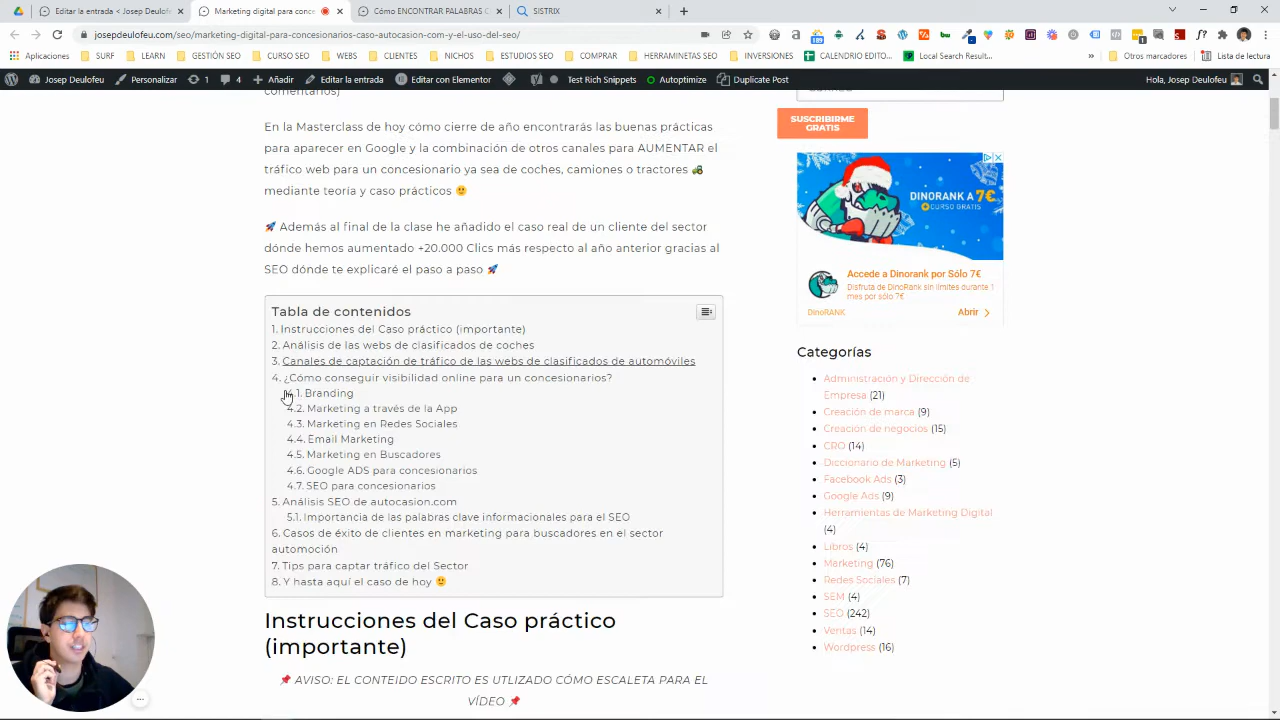 Editar la entrada « Josep Deulof
Marketing digital para conce
Cómo ENCONTRAR PALABRAS C
SISTRIX
josepdeulofeu.com/seo/marketing-digital-para-concesionarios-caso-autocasion-com-y-el-uso-del-seo/
Aplicaciones
LEARN
GESTIÓN SEO
CURSO SEO
WEBS
CLIENTES
ESTUDIOS SEO
COMPRAR
HERRAMIENTAS SEO
INVERSIONES
CALENDARIO EDITO...
Local Search Result...
Otros marcadores
Lista de lectura
Josep Deulofeu
Personalizar
1
4
Añadir
Editar la entrada
Editar con Elementor
Test Rich Snippets
Autoptimize
Duplicate Post
Hola, Josep Deulofeu
comentarios)
SUSCRIBIRME
GRATIS
En la Masterclass de hoy cómo cierre de año encontrarás las buenas prácticas
para aparecer en Google y la combinación de otros canales para AUMENTAR el
tráfico web para un concesionario ya sea de coches, camiones o tractores 🚜
mediante teoría y caso prácticos 🙂
🚀 Además al final de la clase he añadido el caso real de un cliente del sector
dónde hemos aumentado +20.000 Clics más respecto al año anterior gracias al
SEO dónde te explicaré el paso a paso 🚀
Tabla de contenidos
1. Instrucciones del Caso práctico (importante)
2. Análisis de las webs de clasificados de coches
3. Canales de captación de tráfico de las webs de clasificados de automóviles
4. ¿Cómo conseguir visibilidad online para un concesionarios?
4.1. Branding
4.2. Marketing a través de la App
4.3. Marketing en Redes Sociales
4.4. Email Marketing
4.5. Marketing en Buscadores
4.6. Google ADS para concesionarios
4.7. SEO para concesionarios
5. Análisis SEO de autocasion.com
5.1. Importancia de las palabras clave informacionales para el SEO
6. Casos de éxito de clientes en marketing para buscadores en el sector
automoción
7. Tips para captar tráfico del Sector
8. Y hasta aquí el caso de hoy 🙂
Instrucciones del Caso práctico
(importante)
📌 AVISO: EL CONTEIDO ESCRITO ES UTLIZADO CÓMO ESCALETA PARA EL
VÍDEO 📌
DINORANK A
7€
+ CURSO GRATIS
Accede a Dinorank por Sólo 7€
Disfruta de DinoRank sin límites durante 1
mes por sólo 7€
DinoRANK
Abrir
Categorías
Administración y Dirección de
Empresa (21)
Creación de marca (9)
Creación de negocios (15)
CRO (14)
Diccionario de Marketing (5)
Facebook Ads (3)
Google Ads (9)
Herramientas de Marketing Digital
(4)
Libros (4)
Marketing (76)
Redes Sociales (7)
SEM (4)
SEO (242)
Ventas (14)
Wordpress (16)